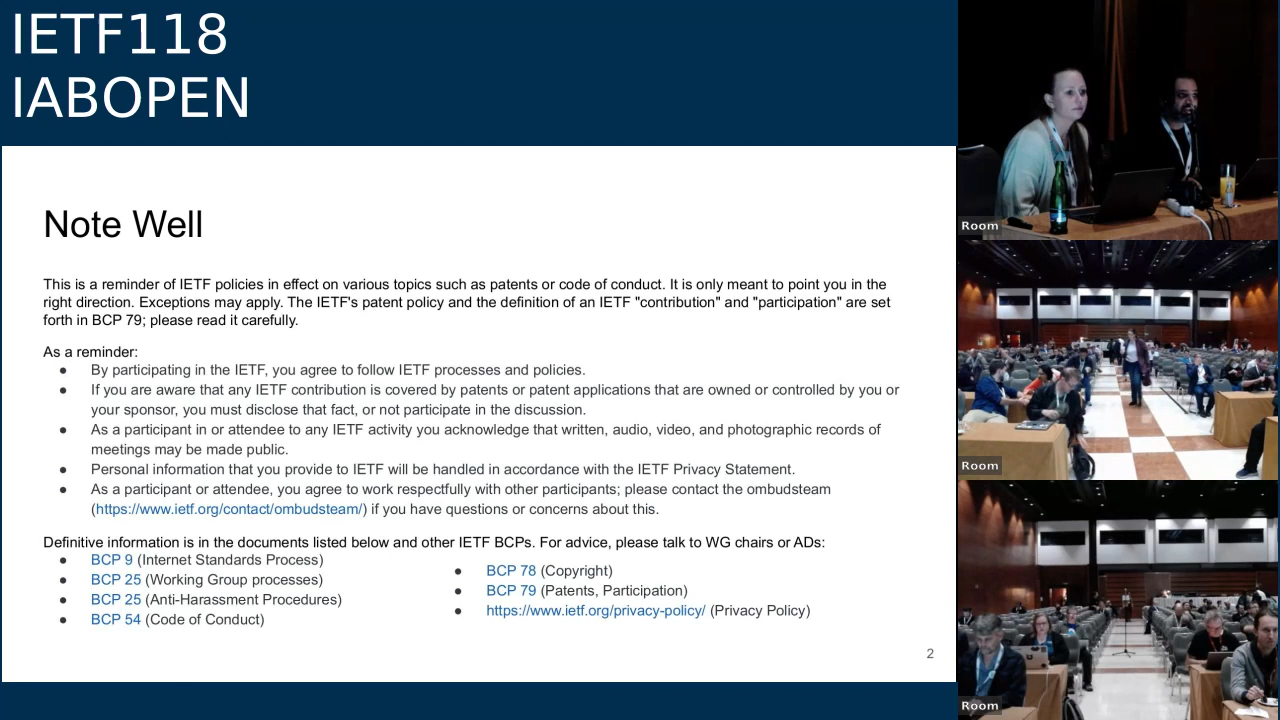 IETF118
IABOPEN
Note Well
This is a reminder of IETF policies in effect on various topics such as patents or code of conduct. It is only meant to point you in the
right direction. Exceptions may apply. The IETF's patent policy and the definition of an IETF "contribution" and "participation" are set
forth in BCP 79; please read it carefully.
As a reminder:
● By participating in the IETF, you agree to follow IETF processes and policies.
● If you are aware that any IETF contribution is covered by patents or patent applications that are owned or controlled by you or
your sponsor, you must disclose that fact, or not participate in the discussion.
● As a participant in or attendee to any IETF activity you acknowledge that written, audio, video, and photographic records of
meetings may be made public.
● Personal information that you provide to IETF will be handled in accordance with the IETF Privacy Statement.
● As a participant or attendee, you agree to work respectfully with other participants; please contact the ombudsteam
(https://www.ietf.org/contact/ombudsteam/) if you have questions or concerns about this.
Definitive information is in the documents listed below and other IETF BCPs. For advice, please talk to WG chairs or ADs:
● BCP 9 (Internet Standards Process)
● BCP 25 (Working Group processes)
● BCP 25 (Anti-Harassment Procedures)
● BCP 54 (Code of Conduct)
● BCP 78 (Copyright)
● BCP 79 (Patents, Participation)
● https://www.ietf.org/privacy-policy/ (Privacy Policy)
2
Room
Room
Room